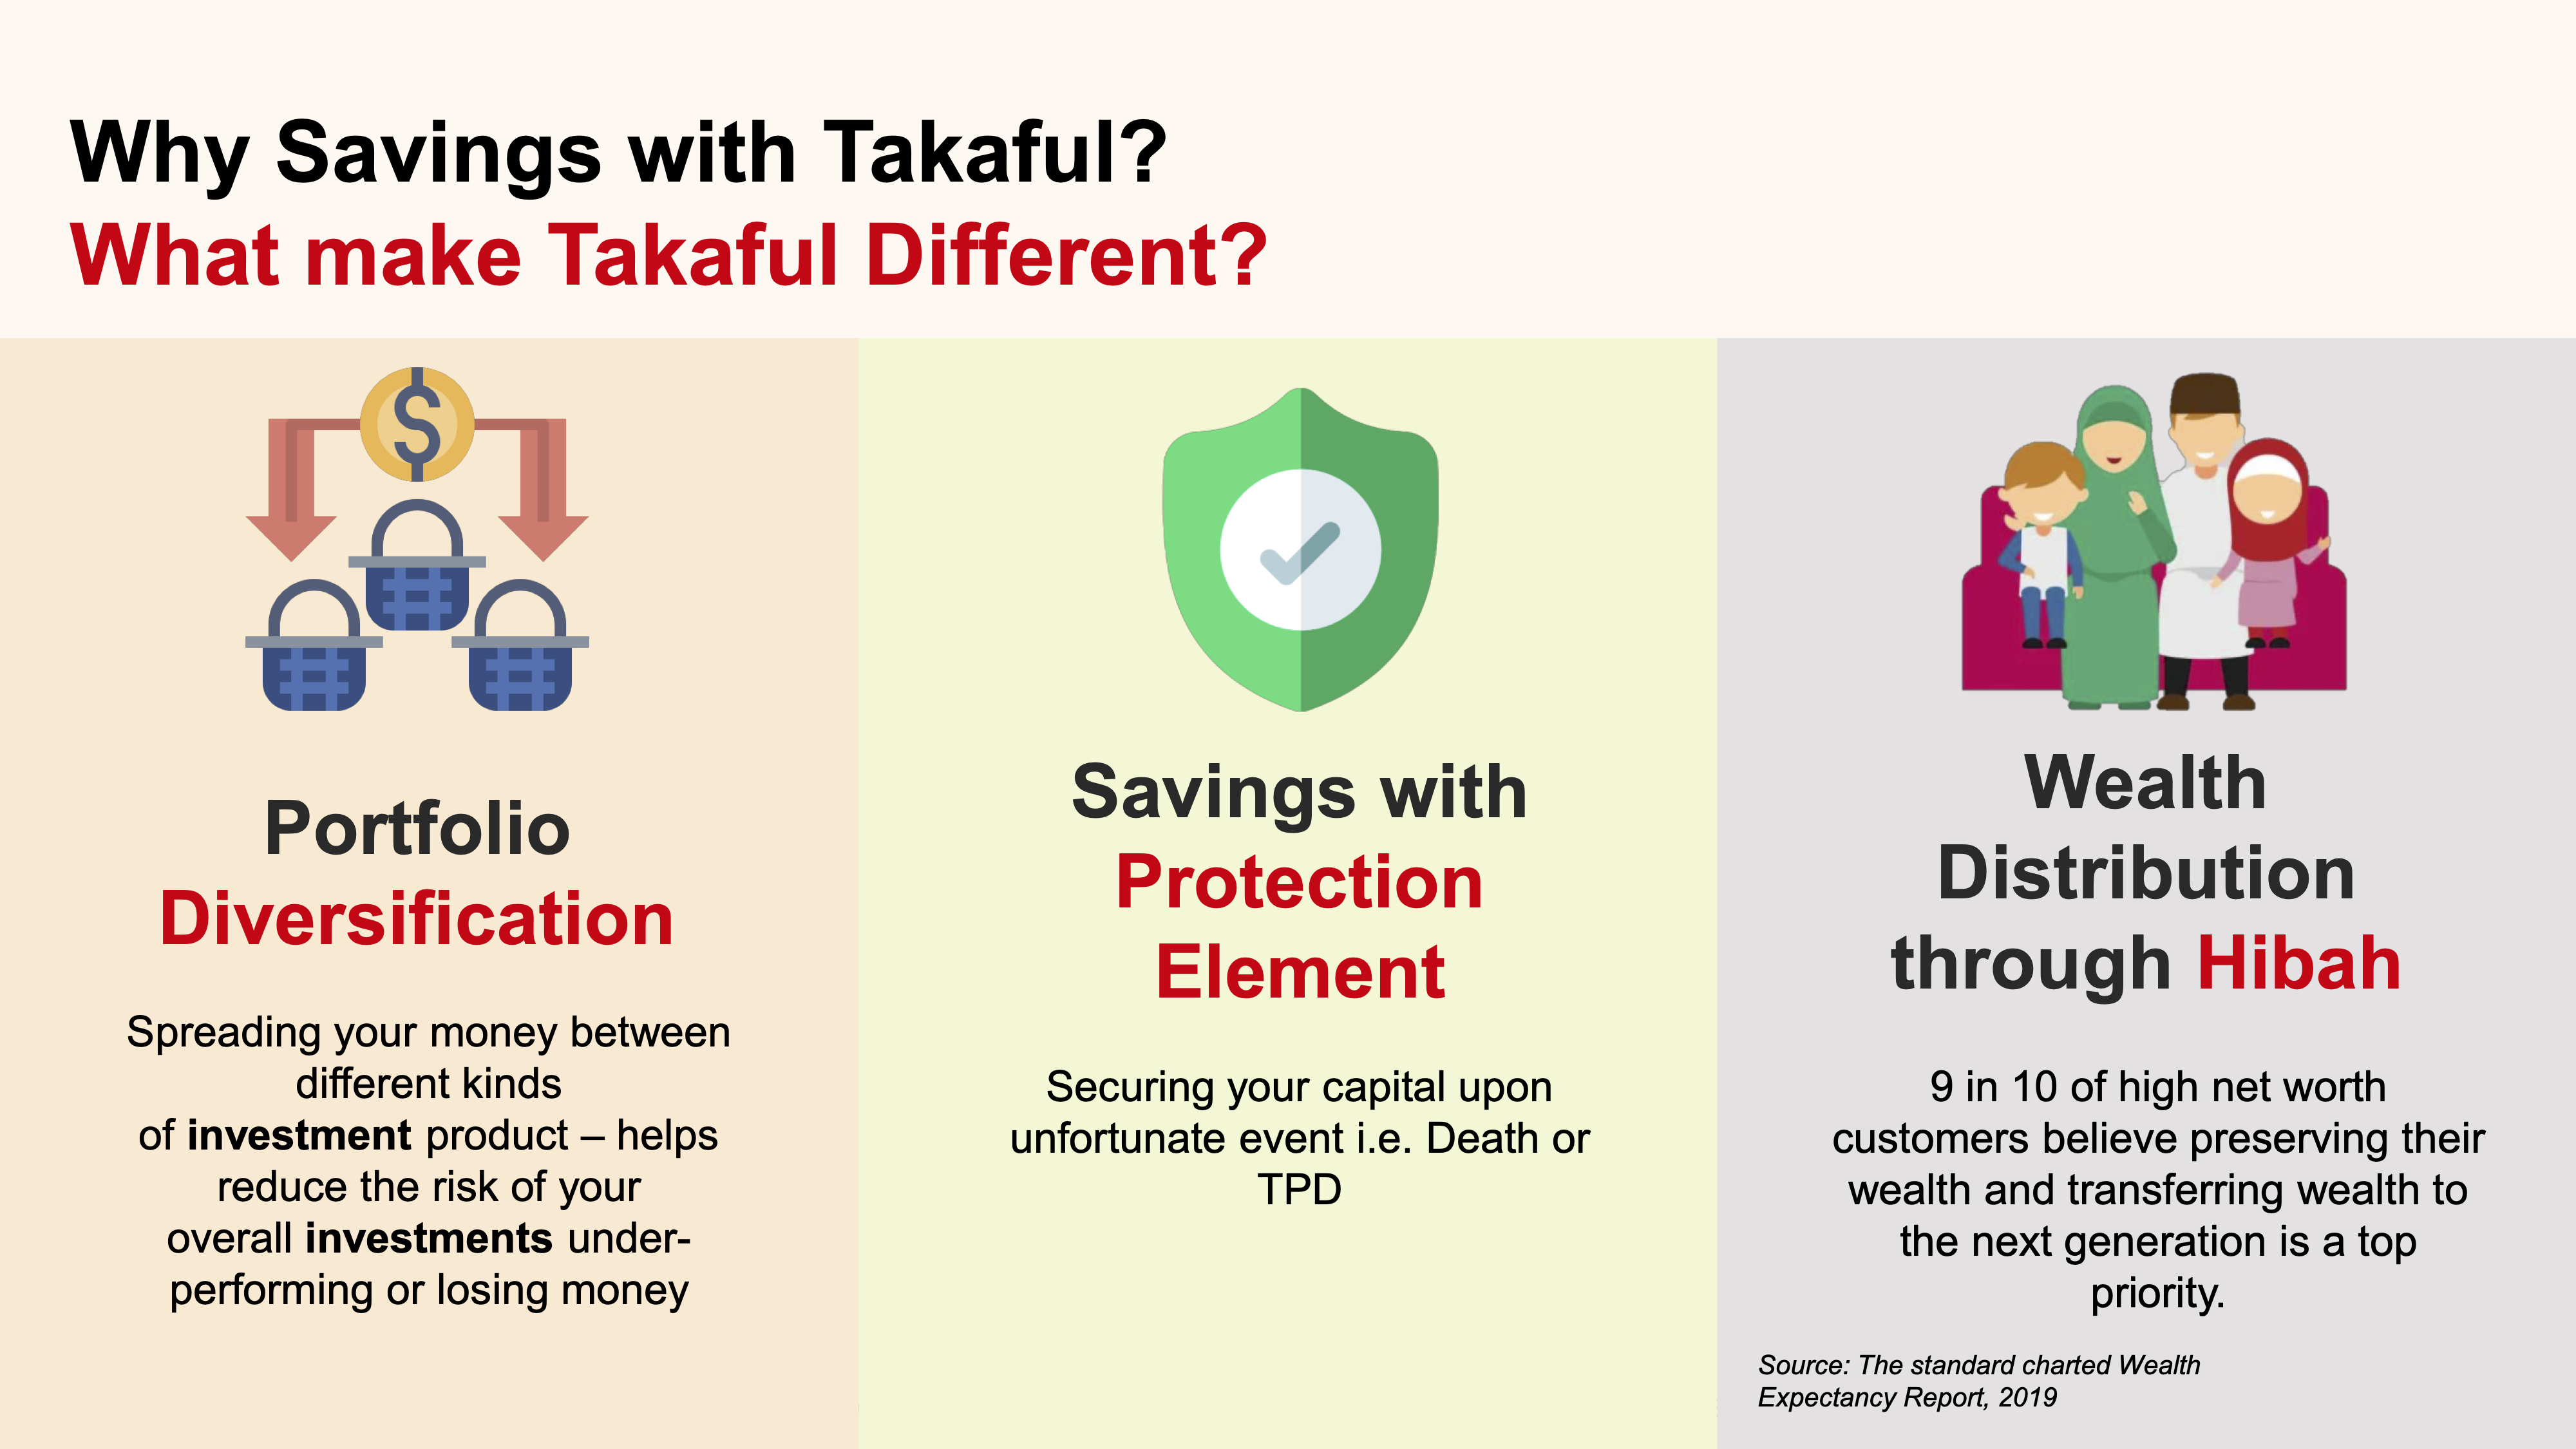 Why Savings with Takaful?
What make Takaful Different?
Portfolio
Diversification
Spreading your money between
different kinds
of investment product – helps
reduce the risk of your
overall investments under-
performing or losing money
Savings with
Protection
Element
Securing your capital upon
unfortunate event i.e. Death or
TPD
Wealth
Distribution
through Hibah
9 in 10 of high net worth
customers believe preserving their
wealth and transferring wealth to
the next generation is a top
priority.
Source: The standard charted Wealth
Expectancy Report, 2019